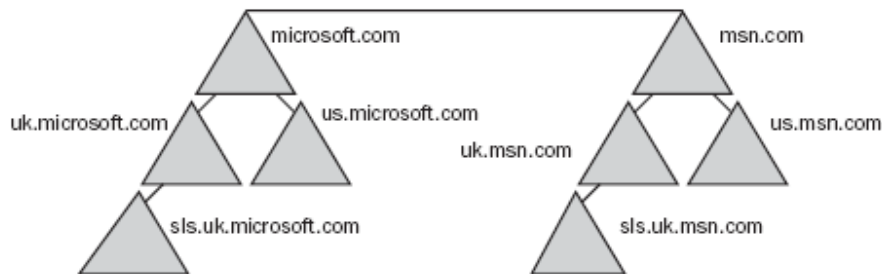 microsoft.com
msn.com
uk.microsoft.com
us.microsoft.com
uk.msn.com
us.msn.com
sls.uk.microsoft.com
sls.uk.msn.com